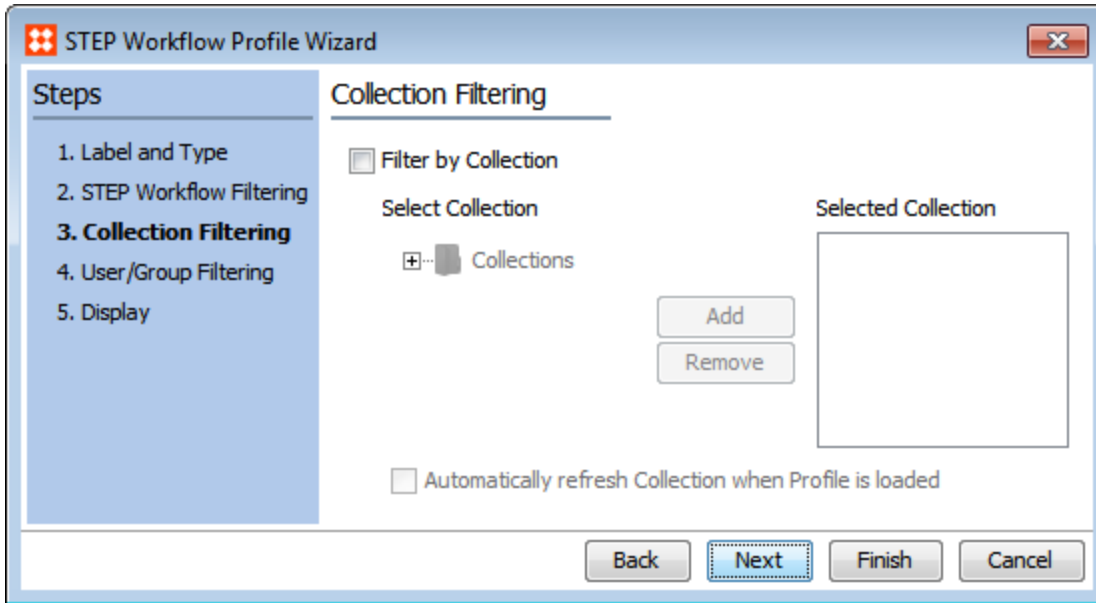 STEP Workflow Profile Wizard
Steps
1. Label and Type
2. STEP Workflow Filtering
3. Collection Filtering
4. User/Group Filtering
5. Display
Collection Filtering
Filter by Collection
Select Collection
Selected Collection
Collections
Add
Remove
Automatically refresh Collection when Profile is loaded
Back Next Finish Cancel